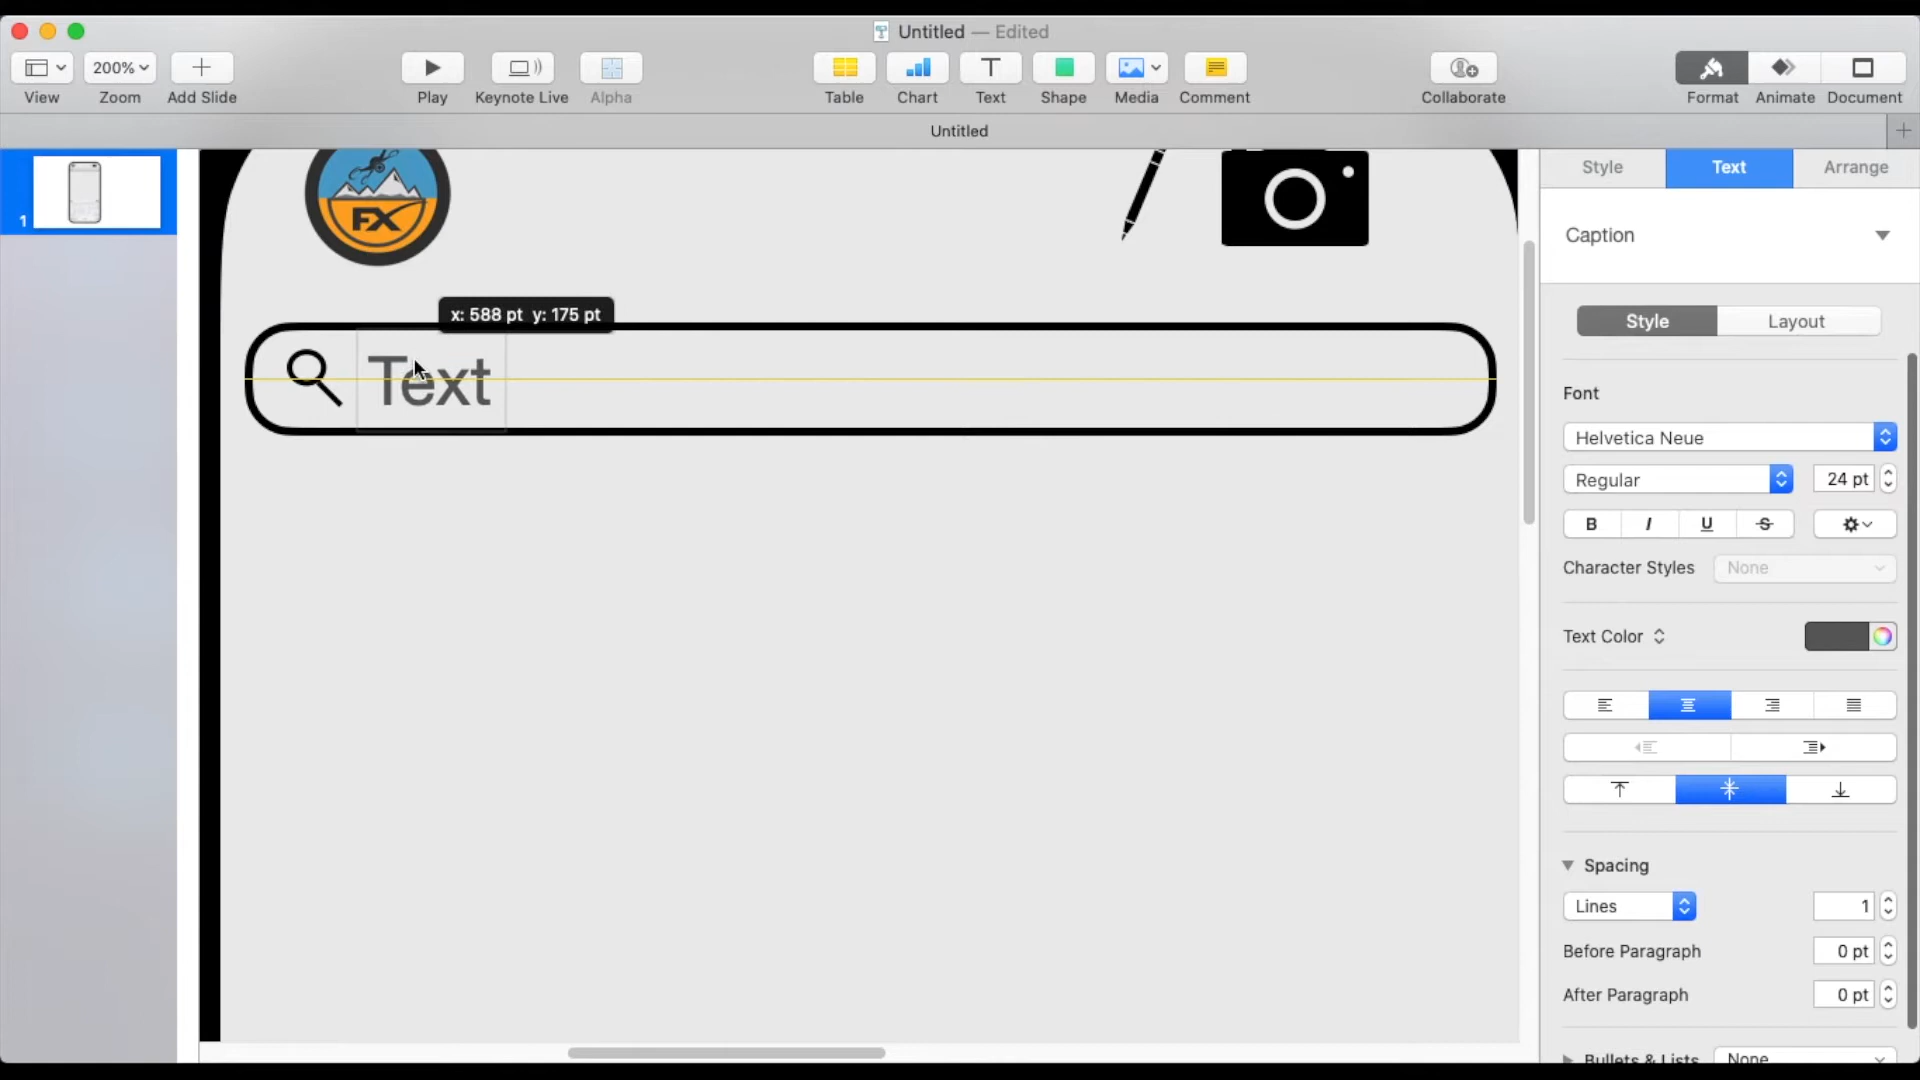 Untitled — Edited
200%
View
Zoom
Add Slide
Play
Keynote Live
Alpha
Table
Chart
Text
Shape
Media
Comment
Collaborate
Format
Animate
Document
Untitled
1
FX
x: 588 pt y: 175 pt
Text
Style
Text
Arrange
Caption
Style
Layout
Font
Helvetica Neue
Regular
24 pt
B I U S
Character Styles
None
Text Color
Spacing
Lines
1
Before Paragraph
0 pt
After Paragraph
0 pt
Bullets & Lists
None